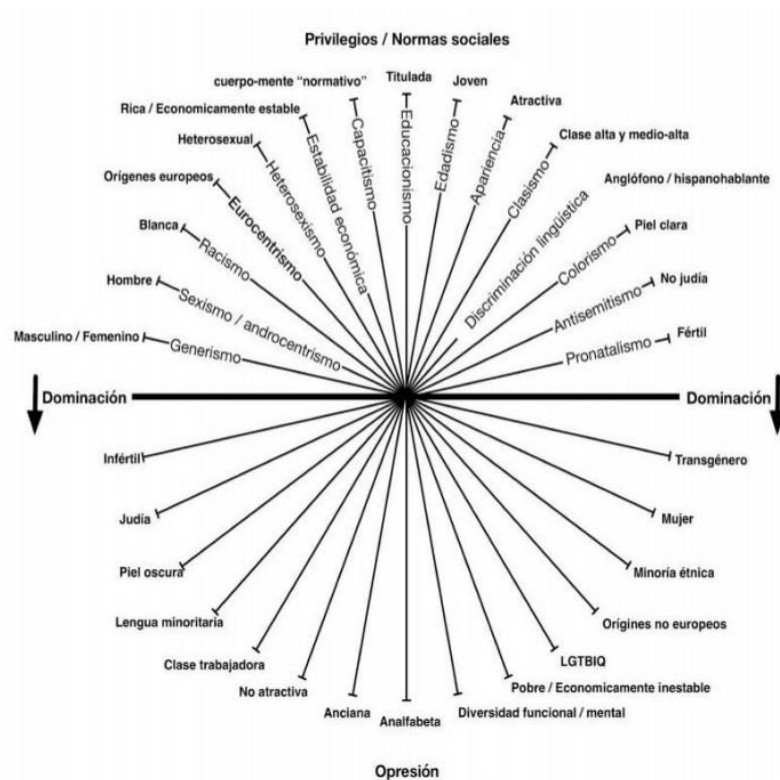 Privilegios / Normas sociales
cuerpo-mente "normativo"
Titulada
Joven
Rica / Economicamente estable
Atractiva
Heterosexual
Clase alta y medio-alta
Orígenes europeos
Anglófono / hispanohablante
Blanca
Piel clara
Hombre
No judía
Masculino / Femenino
Fértil
Generismo
Sexismo / androcentrismo
Racismo
Eurocentrismo
Heterosexismo
Estabilidad económica
Capacitismo
Educacionismo
Edadismo
Apariencia
Clasismo
Discriminación lingüística
Colorismo
Antisemitismo
Pronatalismo
Dominación
Dominación
Infértil
Transgénero
Judía
Mujer
Piel oscura
Minoría étnica
Lengua minoritaria
Orígines no europeos
Clase trabajadora
LGTBIQ
No atractiva
Pobre / Economicamente inestable
Anciana
Analfabeta
Diversidad funcional / mental
Opresión